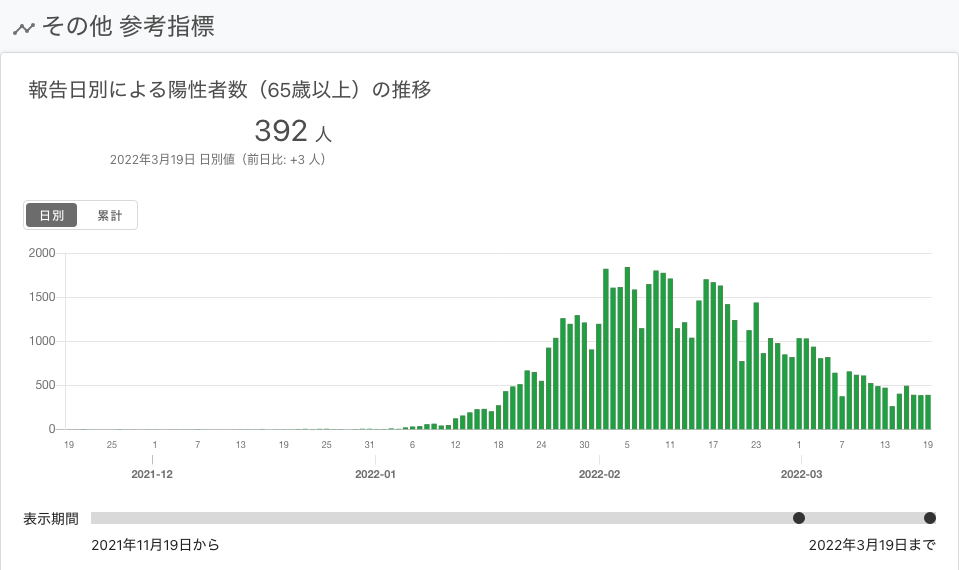 その他 参考指標
報告日別による陽性者数（65歳以上）の推移
392 人
2022年3月19日 日別値（前日比: +3 人）
日別 累計
2000
1500
1000
500
0
19 25 1 7 13 19 25 31 6 12 18 24 30 5 11 17 23 1 7 13 19
2021-12 2022-01 2022-02 2022-03
表示期間
2021年11月19日から 2022年3月19日まで